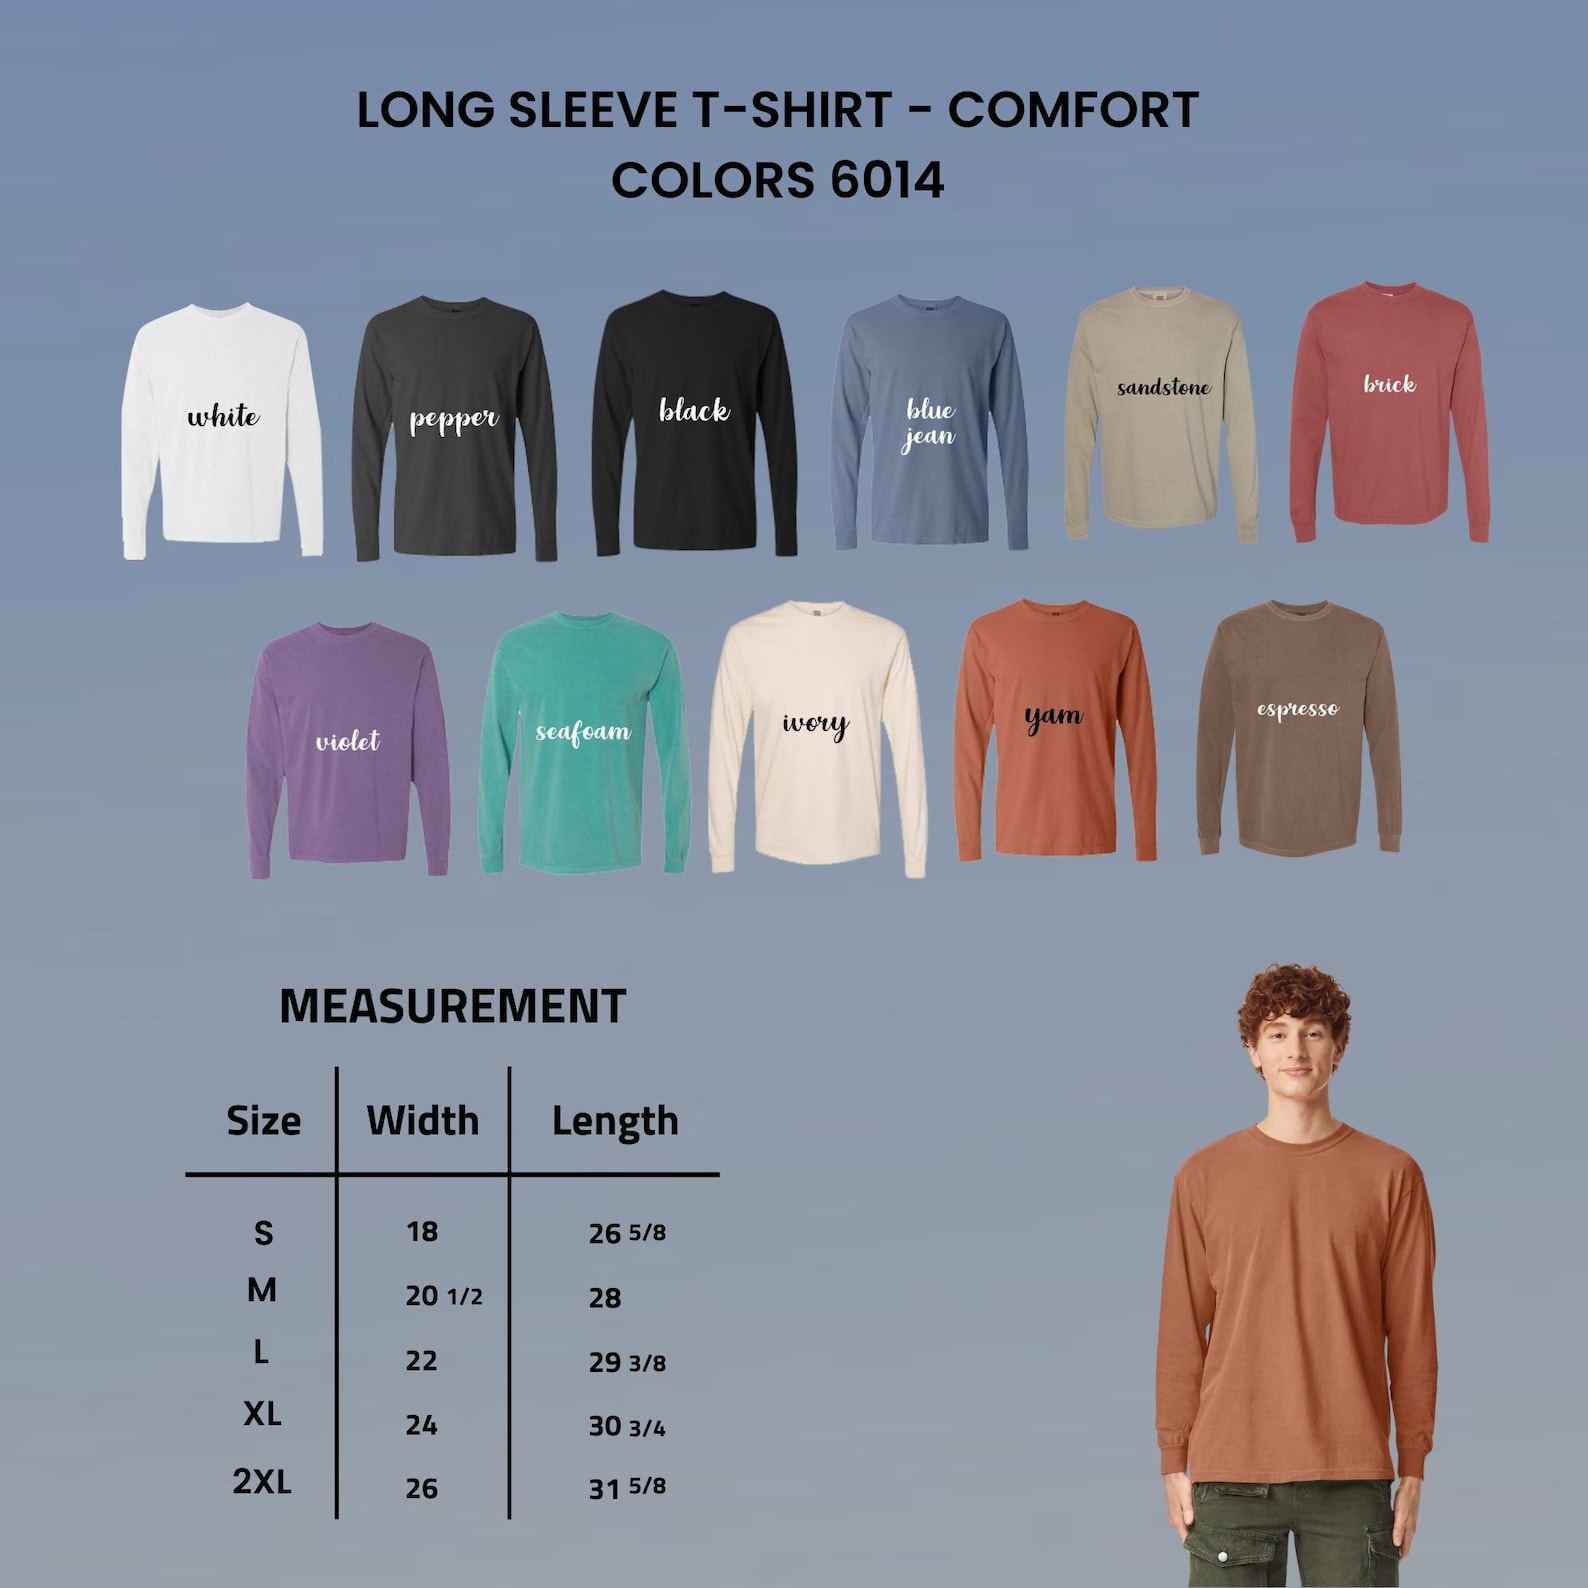 LONG SLEEVE T-SHIRT - COMFORT
COLORS 6014
white
pepper
black
blue
jean
sandstone
brick
violet
seafoam
ivory
yam
espresso
MEASUREMENT
Size Width Length
S 18 26 5/8
M 20 1/2 28
L 22 29 3/8
XL 24 30 3/4
2XL 26 31 5/8